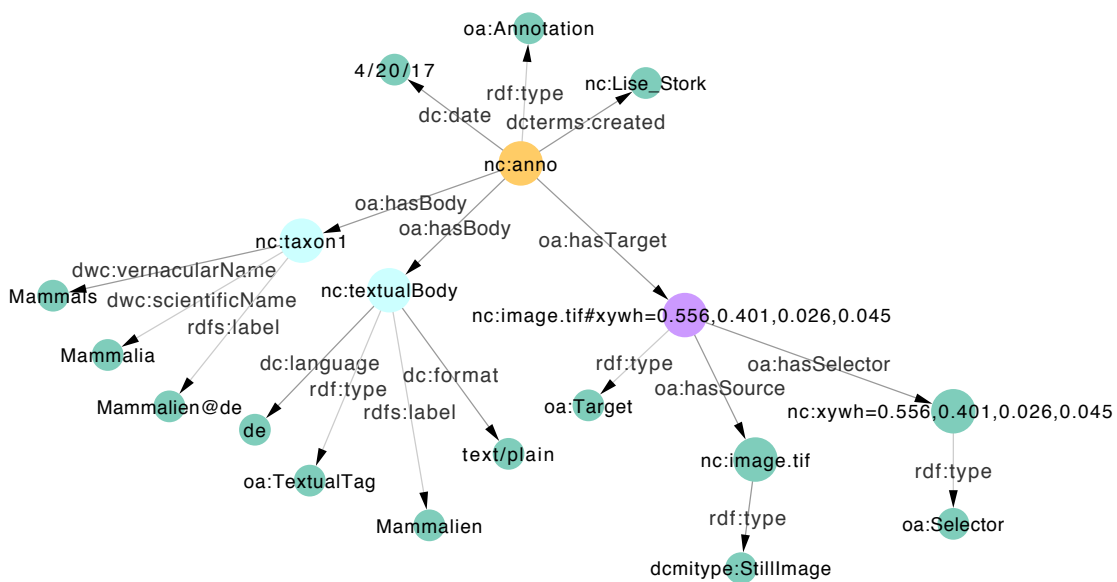 oa:Annotation
4/20/17
nc:Lise_Stork
rdf:type
dc:date
dcterms:created
nc:anno
oa:hasBody
oa:hasBody
oa:hasTarget
nc:taxon1
dwc:vernacularName
Mammals
nc:textualBody
dwc:scientificName
nc:image.tif#xywh=0.556,0.401,0.026,0.045
rdfs:label
Mammalia
dc:language
rdf:type
dc:format
rdf:type
oa:hasSource
oa:hasSelector
rdfs:label
Mammalien@de
oa:Target
nc:xywh=0.556,0.401,0.026,0.045
de
text/plain
nc:image.tif
rdf:type
oa:TextualTag
Mammalien
rdf:type
oa:Selector
dcmitype:StillImage